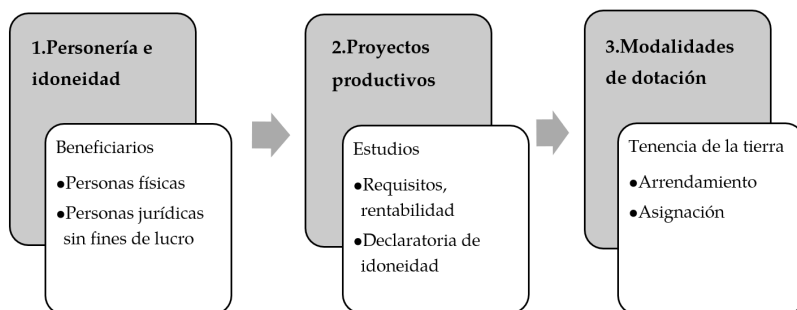 1.Personería e
idoneidad
Beneficiarios
●Personas físicas
●Personas jurídicas
sin fines de lucro
2.Proyectos
productivos
Estudios
●Requisitos,
rentabilidad
●Declaratoria de
idoneidad
3.Modalidades
de dotación
Tenencia de la tierra
●Arrendamiento
●Asignación